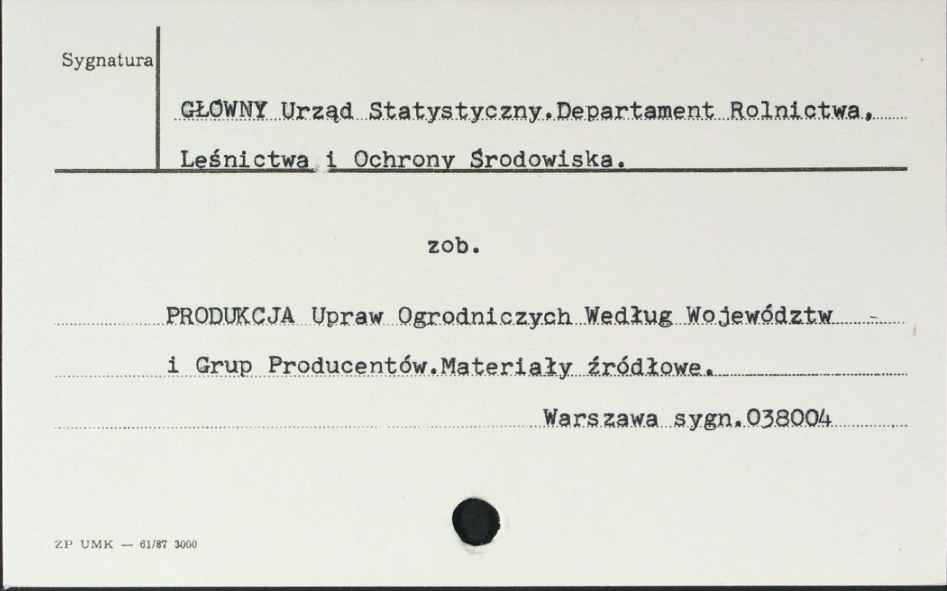 Sygnatura
GŁÓWNY Urząd Statystyczny.Departament Rolnictwa,
Leśnictwa i Ochrony Środowiska.
zob.
PRODUKCJA Upraw Ogrodniczych Według Województw
i Grup Producentów.Materiały źródłowe.
Warszawa sygn.038004
ZP UMK — 61/87 3000